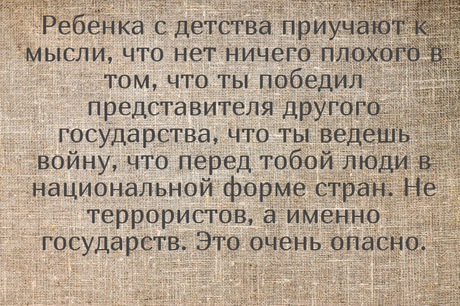 Ребенка с детства приучают к
мысли, что нет ничего плохого в
том, что ты победил
представителя другого
государства, что ты ведешь
войну, что перед тобой люди в
национальной форме стран. Не
террористов, а именно
государств. Это очень опасно.